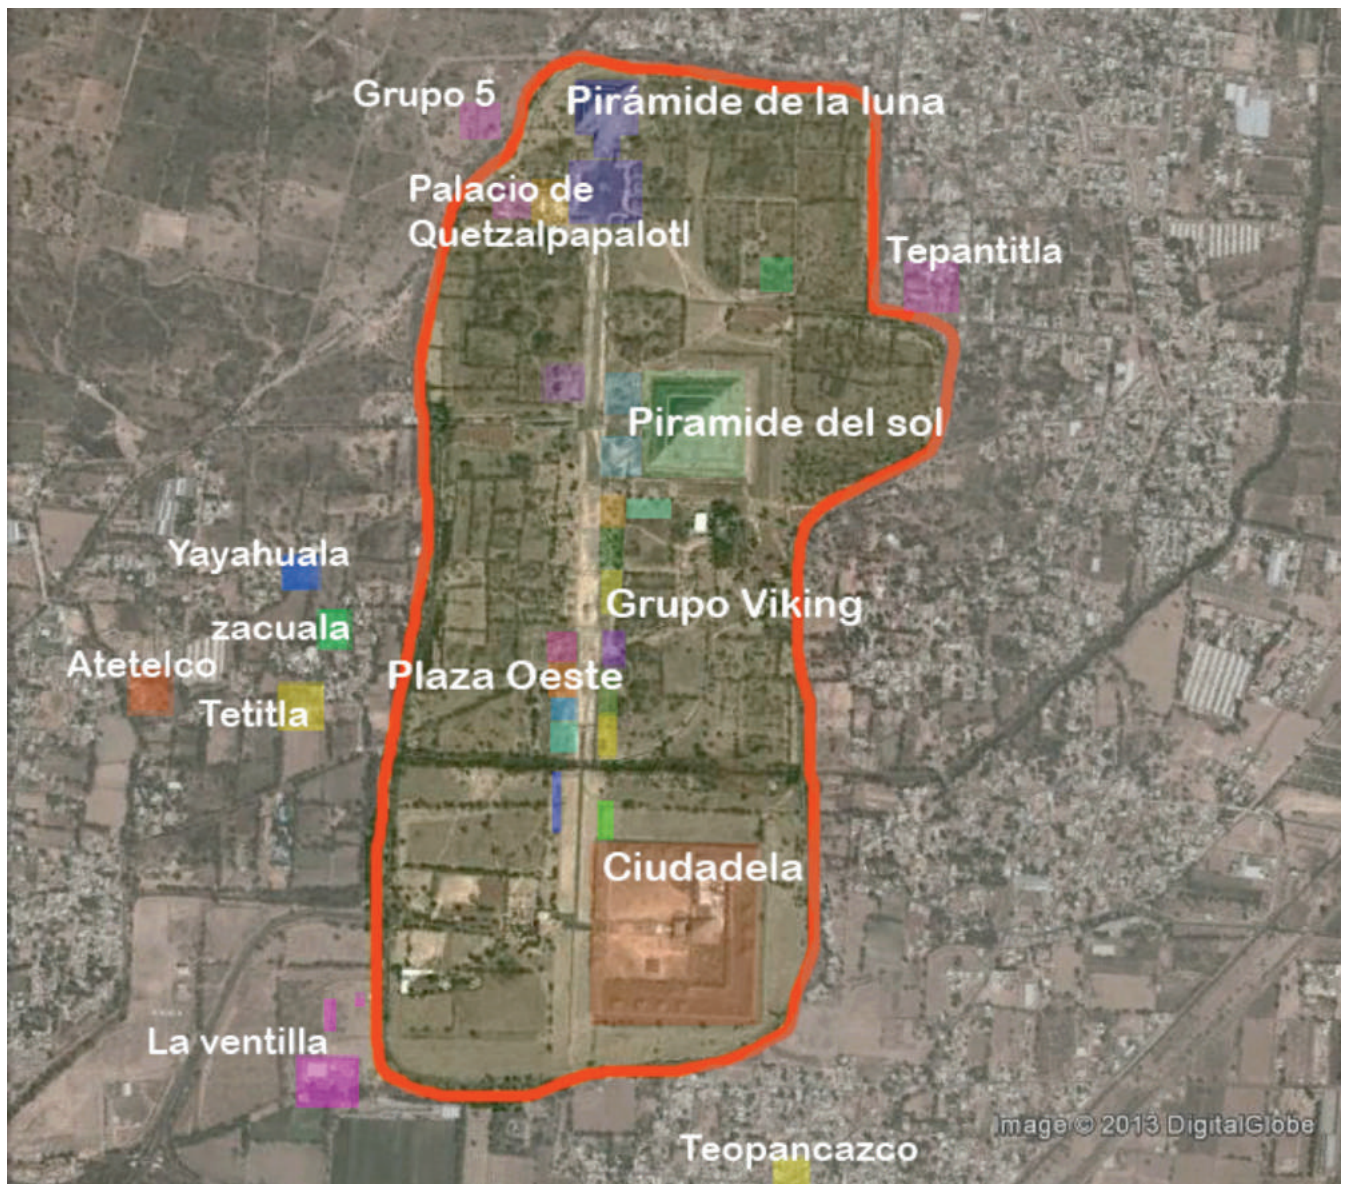 Grupo 5
Pirámide de la luna
Palacio de
Quetzalpapalotl
Tepantitla
Piramide del sol
Yayahuala
Grupo Viking
zacuala
Atetelco
Plaza Oeste
Tetitla
Ciudadela
La ventilla
Image © 2013 DigitalGlobe
Teopancazco